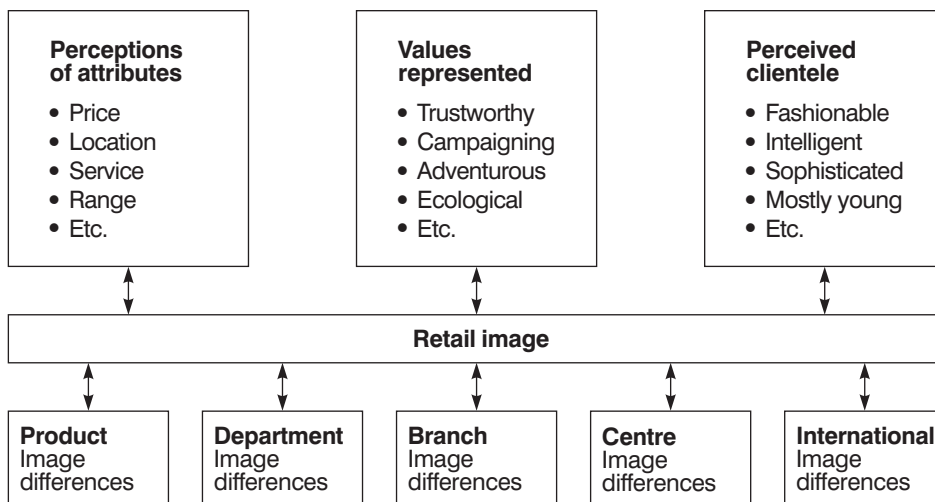 Perceptions
of attributes
• Price
• Location
• Service
• Range
• Etc.
Values
represented
• Trustworthy
• Campaigning
• Adventurous
• Ecological
• Etc.
Perceived
clientele
• Fashionable
• Intelligent
• Sophisticated
• Mostly young
• Etc.
Retail image
Product
Image
differences
Department
Image
differences
Branch
Image
differences
Centre
Image
differences
International
Image
differences